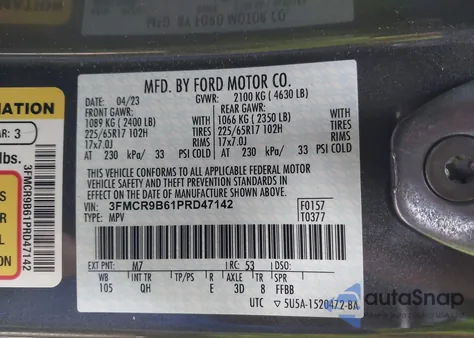 MFG. BY FORD MOTOR CO.
DATE: 04/23 GVWR: 2100 KG ( 4630 LB)
FRONT GAWR: REAR GAWR:
1089 KG ( 2400 LB) WITH 1066 KG ( 2350 LB) WITH
225/65R17 102H TIRES 225/65R17 102H TIRES
17x7.0J RIMS 17x7.0J RIMS
AT 230 kPa/ 33 PSI COLD AT 230 kPa/ 33 PSI COLD
THIS VEHICLE CONFORMS TO ALL APPLICABLE FEDERAL MOTOR
VEHICLE SAFETY AND THEFT PREVENTION STANDARDS IN EFFECT ON THE DATE OF
MANUFACTURE SHOWN ABOVE.
VIN: 3FMCR9B61PRD47142 F0157
TYPE: MPV T0377
EXT PNT: M7 RC: 53 DSO:
WB INT TR TP/PS R AXLE TR SPR
105 QH E 3D 8 FFBB
UTC ▽ 5U5A-1520472-BA
MATION
AR: 3
lbs.
3FMCR9B61PRD47142
autoSnap